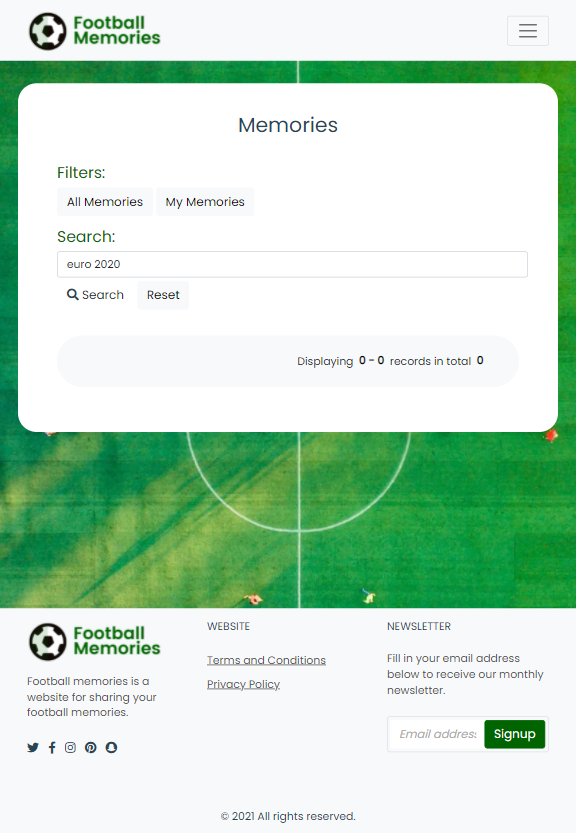 Football
Memories
Memories
Filters:
All Memories My Memories
Search:
euro 2020
Search Reset
Displaying 0 - 0 records in total 0
Football
Memories
Football memories is a
website for sharing your
football memories.
WEBSITE
Terms and Conditions
Privacy Policy
NEWSLETTER
Fill in your email address
below to receive our monthly
newsletter.
Email address Signup
© 2021 All rights reserved.